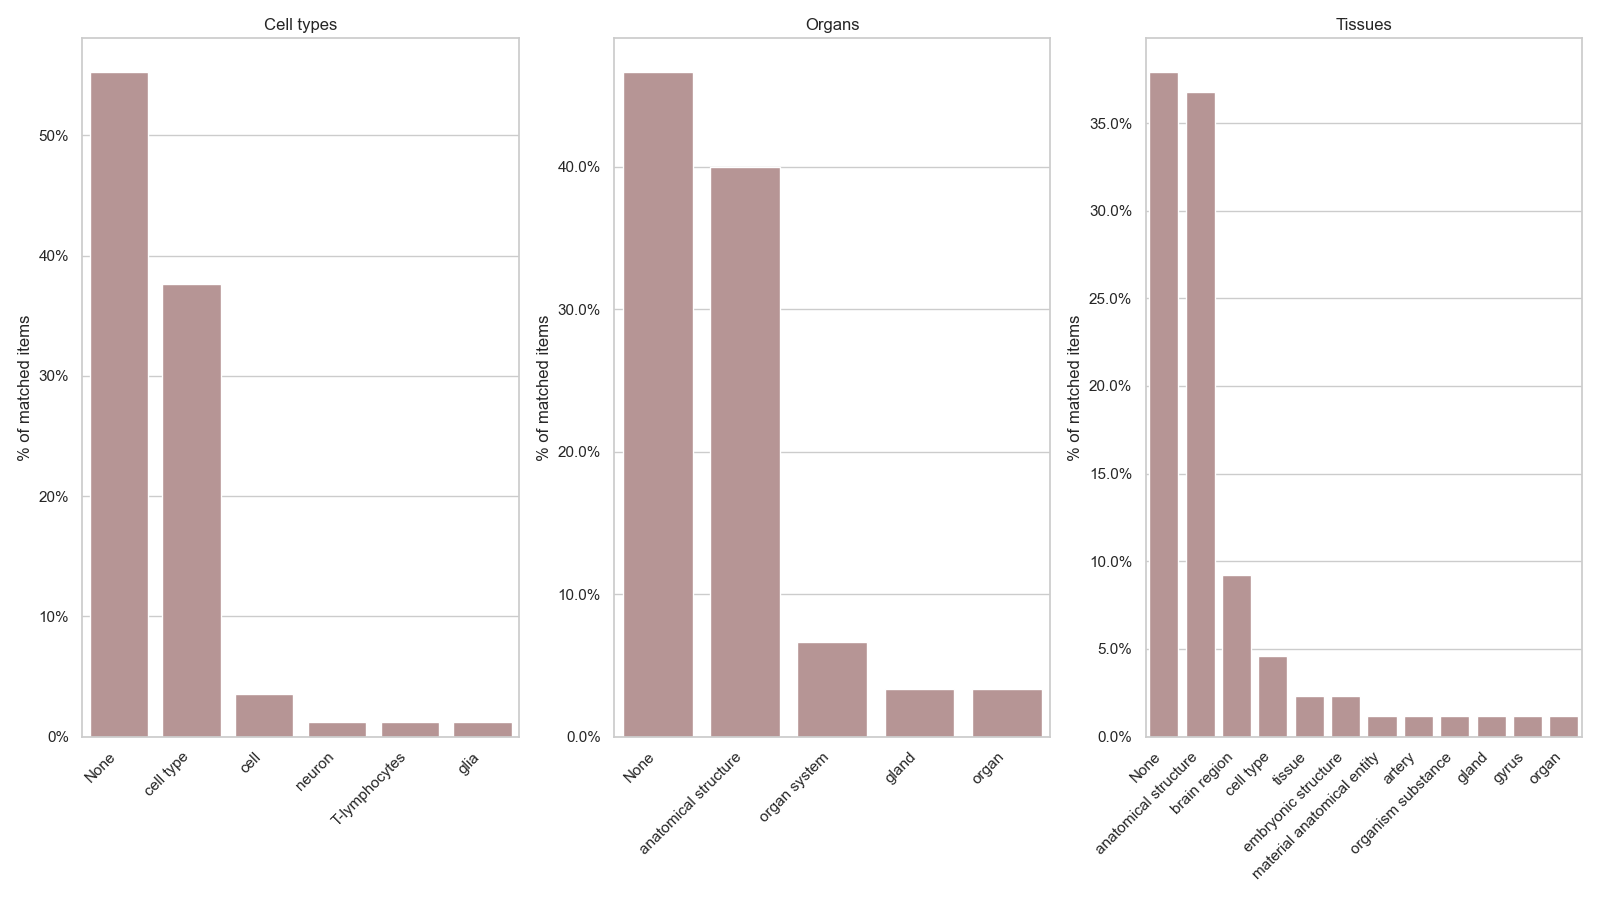 Cell types
% of matched items
50%
40%
30%
20%
10%
0%
None
cell type
cell
neuron
T-lymphocytes
glia
Organs
% of matched items
40.0%
30.0%
20.0%
10.0%
0.0%
None
anatomical structure
organ system
gland
organ
Tissues
% of matched items
35.0%
30.0%
25.0%
20.0%
15.0%
10.0%
5.0%
0.0%
None
anatomical structure
brain region
cell type
tissue
embryonic structure
material anatomical entity
artery
organism substance
gland
gyrus
organ